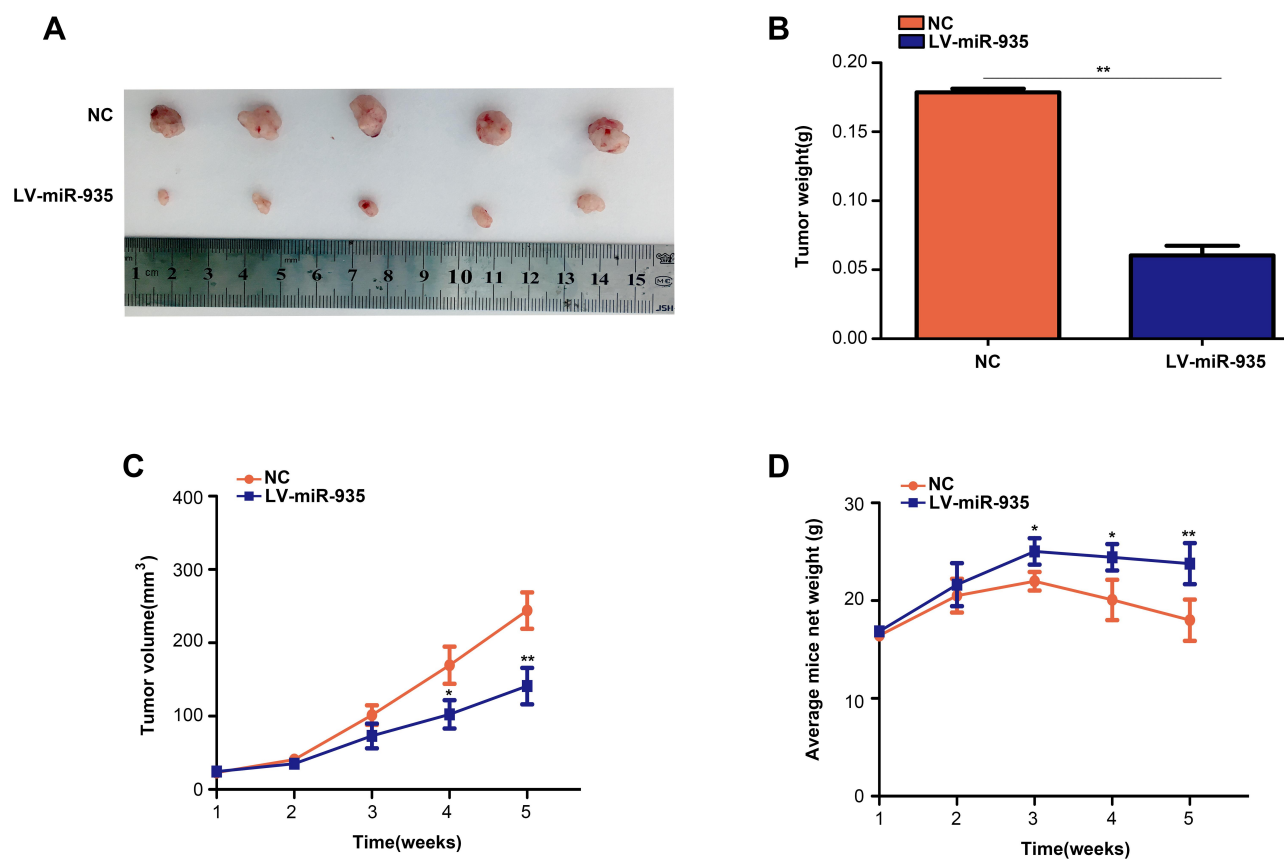 A
NC
LV-miR-935
mm
1 cm 2 3 4 5 mm 6 7 8 9 10 11 12 13 14 15
MC
JSH
B
NC
LV-miR-935
**
Tumor weight(g)
0.20
0.15
0.10
0.05
0.00
NC LV-miR-935
C
NC
LV-miR-935
Tumor volume(mm³)
400
300
200
100
0
* **
1 2 3 4 5
Time(weeks)
D
NC
LV-miR-935
Average mice net weight (g)
30
20
10
0
* * **
1 2 3 4 5
Time(weeks)